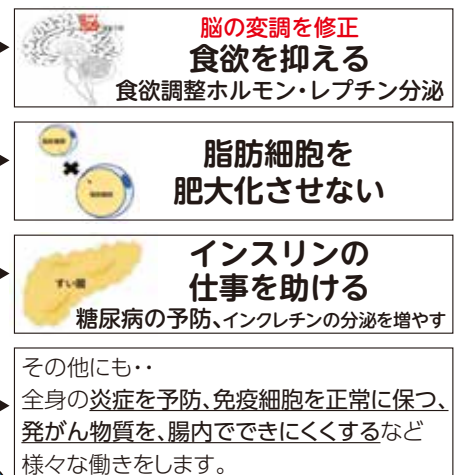 脳の変調を修正
食欲を抑える
食欲調整ホルモン・レプチン分泌
脂肪細胞を
肥大化させない
インスリンの
仕事を助ける
すい臓
糖尿病の予防、インクレチンの分泌を増やす
その他にも・・
全身の炎症を予防、免疫細胞を正常に保つ、
発がん物質を、腸内でできにくくするなど
様々な働きをします。